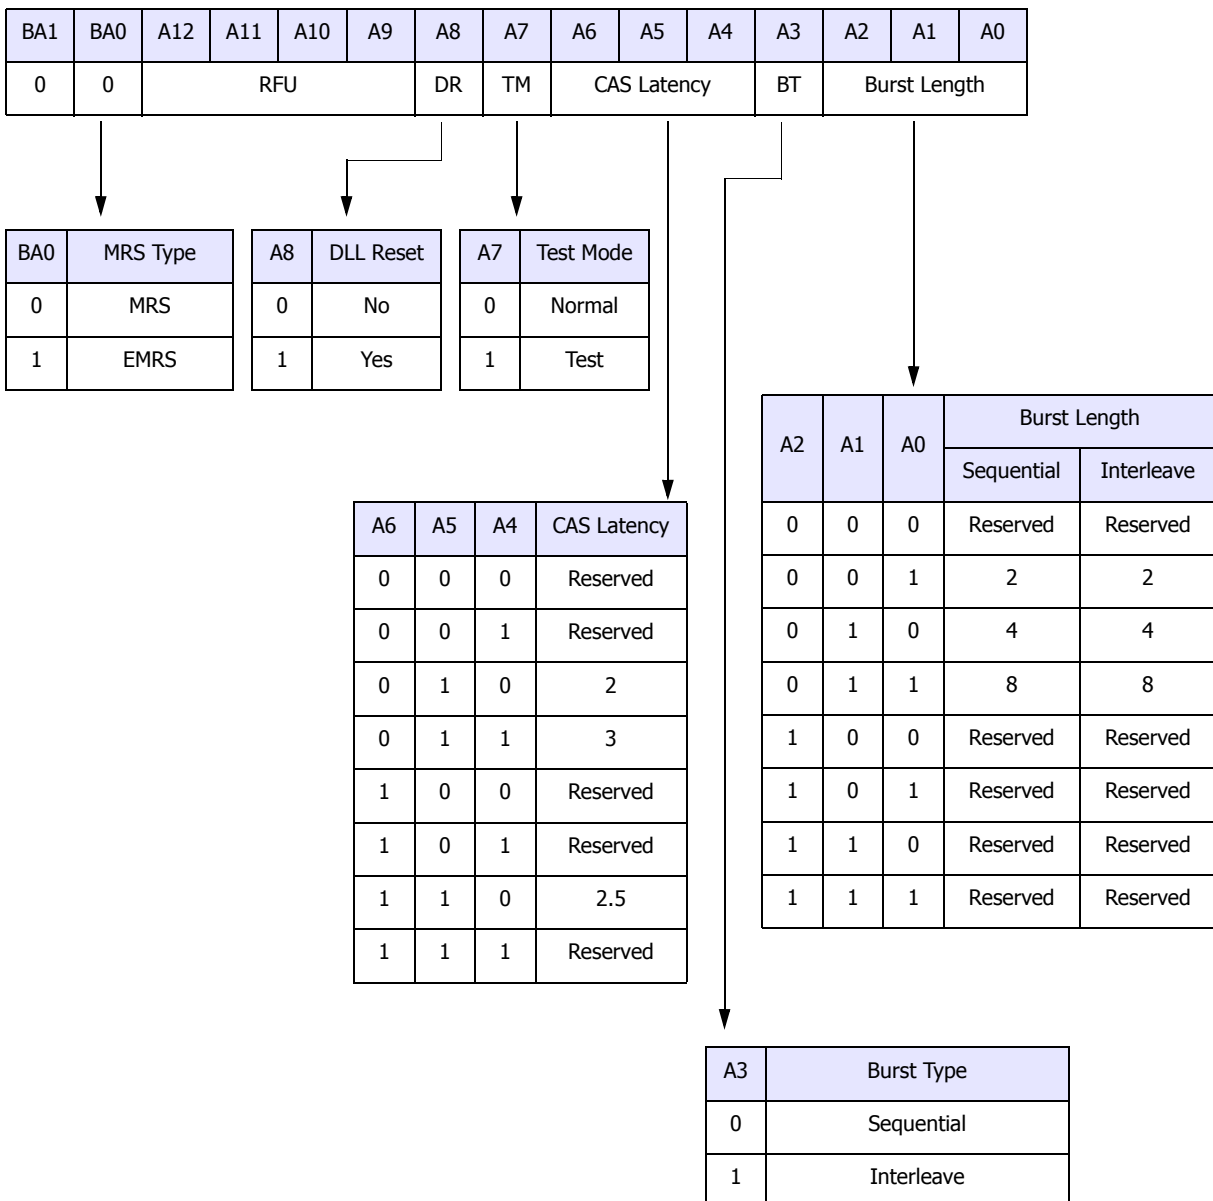 BA1 BA0 A12 A11 A10 A9 A8 A7 A6 A5 A4 A3 A2 A1 A0
0 0 RFU DR TM CAS Latency BT Burst Length
BA0 MRS Type
0 MRS
1 EMRS
A8 DLL Reset
0 No
1 Yes
A7 Test Mode
0 Normal
1 Test
A2 A1 A0 Burst Length
Sequential Interleave
0 0 0 Reserved Reserved
0 0 1 2 2
0 1 0 4 4
0 1 1 8 8
1 0 0 Reserved Reserved
1 0 1 Reserved Reserved
1 1 0 Reserved Reserved
1 1 1 Reserved Reserved
A6 A5 A4 CAS Latency
0 0 0 Reserved
0 0 1 Reserved
0 1 0 2
0 1 1 3
1 0 0 Reserved
1 0 1 Reserved
1 1 0 2.5
1 1 1 Reserved
A3 Burst Type
0 Sequential
1 Interleave